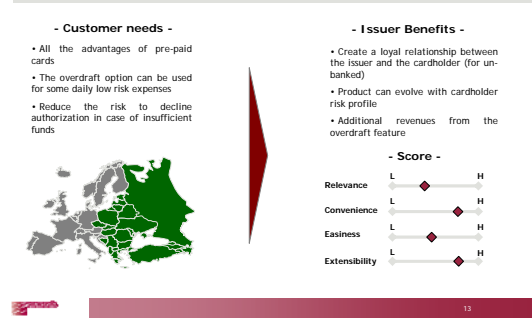 - Customer needs -
• All the advantages of pre-paid
cards
• The overdraft option can be used
for some daily low risk expenses
• Reduce the risk to decline
authorization in case of insufficient
funds
- Issuer Benefits -
• Create a loyal relationship between
the issuer and the cardholder (for un-
banked)
• Product can evolve with cardholder
risk profile
• Additional revenues from the
overdraft feature
- Score -
L H
Relevance
L H
Convenience
L H
Easiness
L H
Extensibility
13